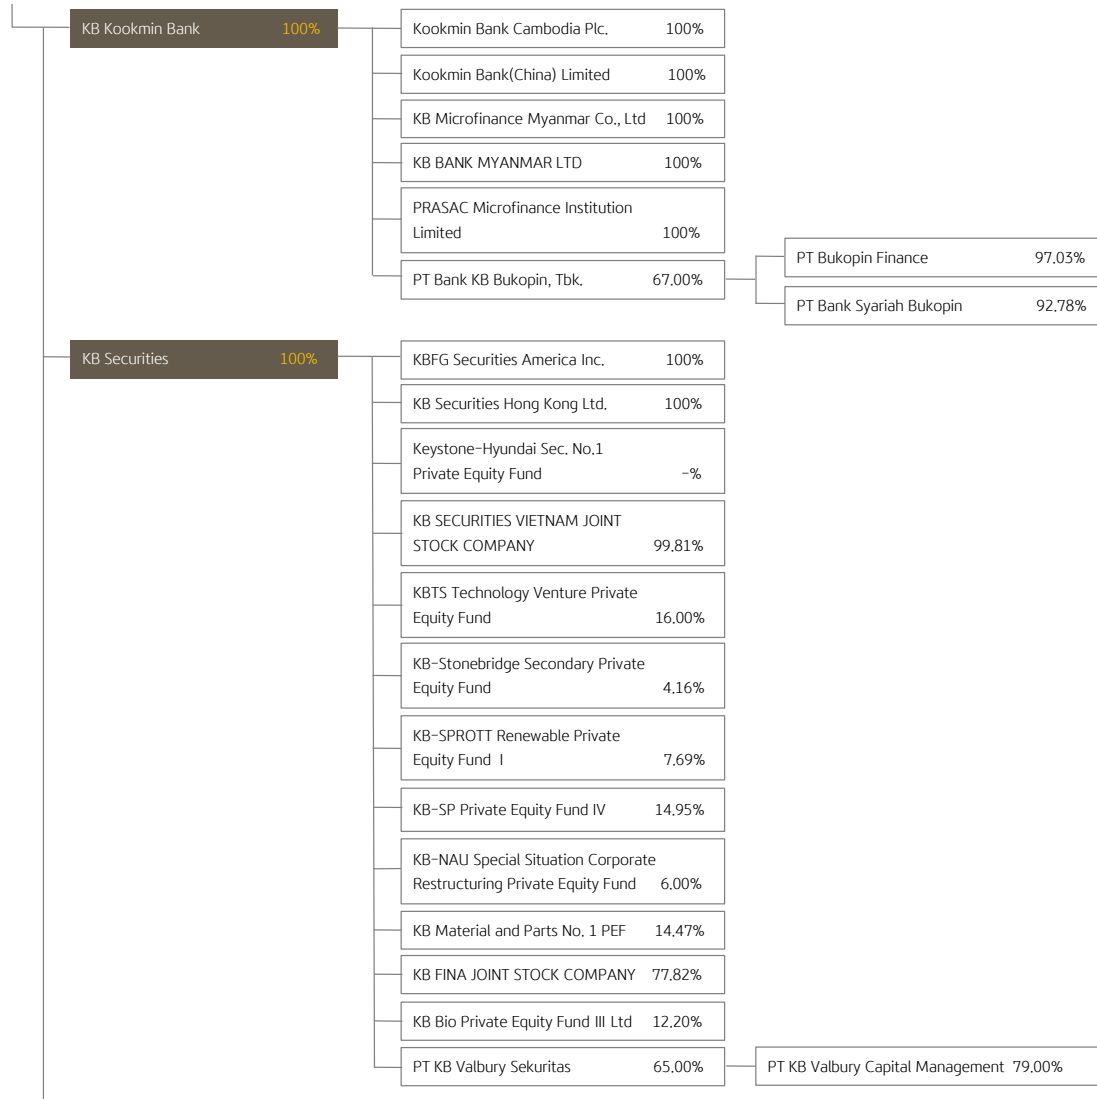 KB Kookmin Bank 100%
Kookmin Bank Cambodia Plc. 100%
Kookmin Bank(China) Limited 100%
KB Microfinance Myanmar Co., Ltd 100%
KB BANK MYANMAR LTD 100%
PRASAC Microfinance Institution
Limited 100%
PT Bank KB Bukopin, Tbk. 67.00%
PT Bukopin Finance 97.03%
PT Bank Syariah Bukopin 92.78%
KB Securities 100%
KBFG Securities America Inc. 100%
KB Securities Hong Kong Ltd. 100%
Keystone-Hyundai Sec. No.1
Private Equity Fund -%
KB SECURITIES VIETNAM JOINT
STOCK COMPANY 99.81%
KBTS Technology Venture Private
Equity Fund 16.00%
KB-Stonebridge Secondary Private
Equity Fund 4.16%
KB-SPROTT Renewable Private
Equity Fund I 7.69%
KB-SP Private Equity Fund IV 14.95%
KB-NAU Special Situation Corporate
Restructuring Private Equity Fund 6.00%
KB Material and Parts No. 1 PEF 14.47%
KB FINA JOINT STOCK COMPANY 77.82%
KB Bio Private Equity Fund III Ltd 12.20%
PT KB Valbury Sekuritas 65.00%
PT KB Valbury Capital Management 79.00%